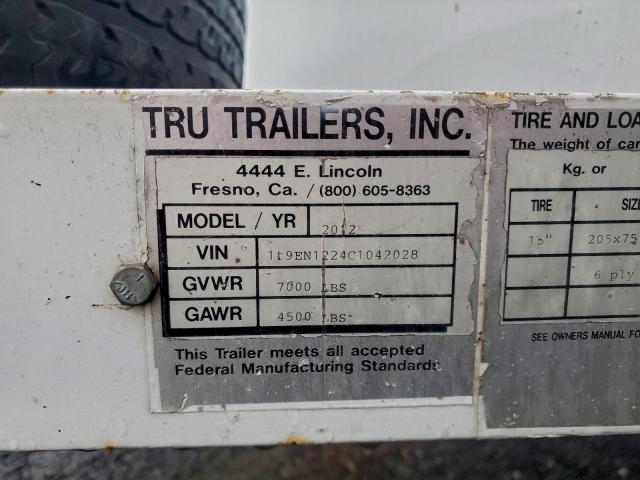 TRU TRAILERS, INC.
4444 E. Lincoln
Fresno, Ca. / (800) 605-8363
MODEL / YR 2012
VIN 1t9EN1224C1042028
GVWR 7000 LBS
GAWR 4500 LBS
This Trailer meets all accepted
Federal Manufacturing Standards
TIRE AND LOA
The weight of car
Kg. or
TIRE SIZE
15" 205x75
6 ply
SEE OWNERS MANUAL FO